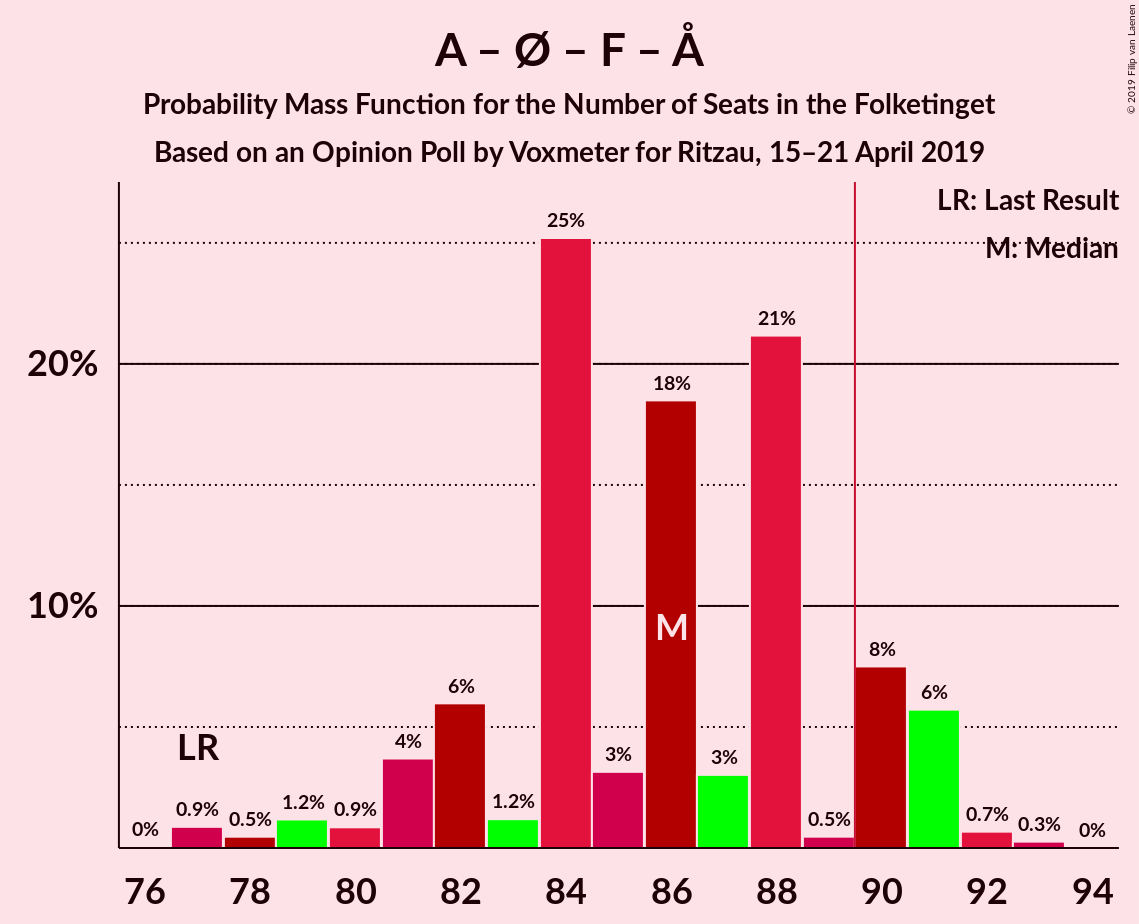 A – Ø – F – Å
Probability Mass Function for the Number of Seats in the Folketinget
Based on an Opinion Poll by Voxmeter for Ritzau, 15–21 April 2019
© 2019 Filip van Laenen
LR: Last Result
M: Median
25%
21%
20%
18%
M
10%
8%
6%
6%
LR
4%
3%
3%
0%
0.9%
0.5%
1.2%
0.9%
1.2%
0.5%
0.7%
0.3%
0%
76 78 80 82 84 86 88 90 92 94